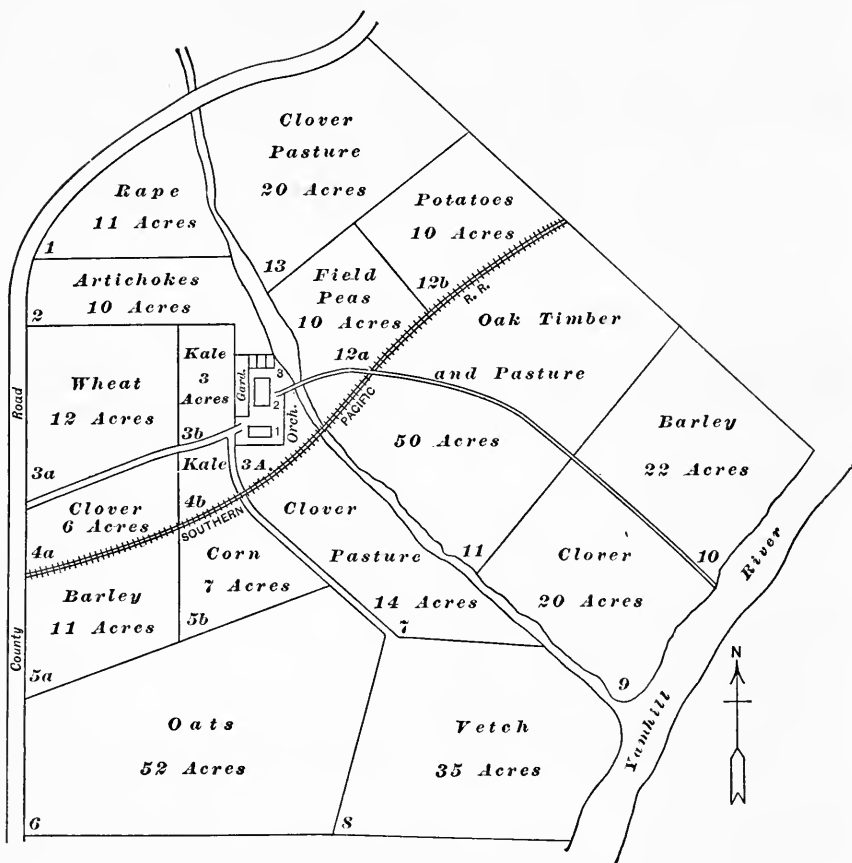 Clover
Pasture
20 Acres
13
Rape
11 Acres
1
Potatoes
10 Acres
12b
R. R.
Artichokes
10 Acres
2
Field
Peas
10 Acres
12a
Oak Timber
and Pasture
50 Acres
11
Kale
3
Acres
3b
Gard.
3
2
1
Orch.
Wheat
12 Acres
3a
Road
PACIFIC
Barley
22 Acres
10
Kale
3A.
4b
Clover
6 Acres
4a
SOUTHERN
Clover
Pasture
14 Acres
7
Corn
7 Acres
5b
Clover
20 Acres
9
River
Barley
11 Acres
5a
County
N
Oats
52 Acres
6
Vetch
35 Acres
8
Yamhill